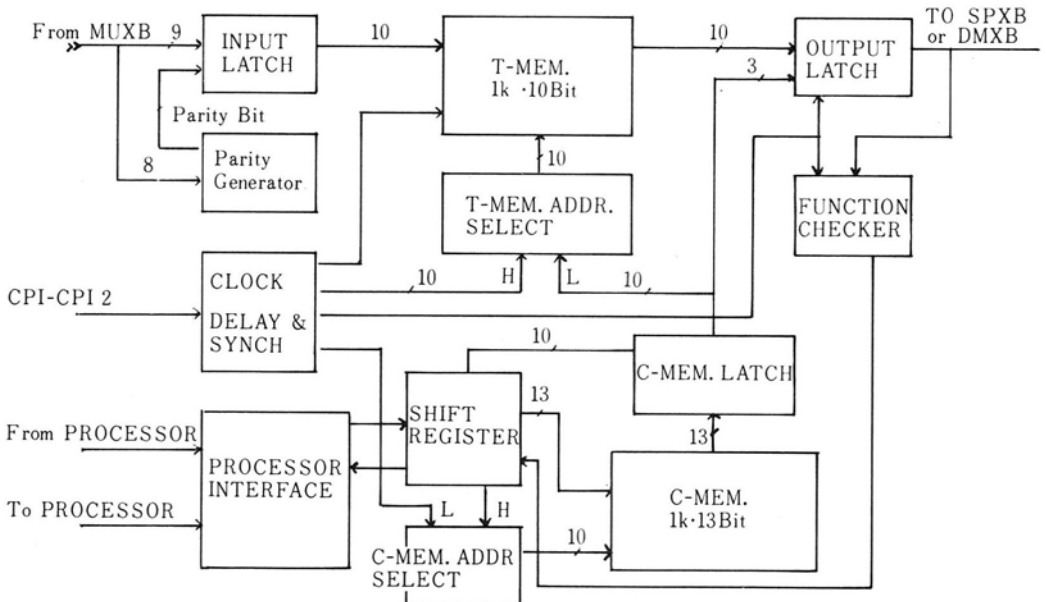 From MUXB
9
INPUT
LATCH
10
T-MEM.
1k ·10Bit
10
3
OUTPUT
LATCH
TO SPXB
or DMXB
Parity Bit
8
Parity
Generator
10
T-MEM. ADDR.
SELECT
FUNCTION
CHECKER
CPI-CPI 2
CLOCK
DELAY &
SYNCH
10
H
L
10
10
C-MEM. LATCH
SHIFT
REGISTER
13
13
From PROCESSOR
To PROCESSOR
PROCESSOR
INTERFACE
L
H
C-MEM.
1k·13Bit
C-MEM. ADDR
SELECT
10